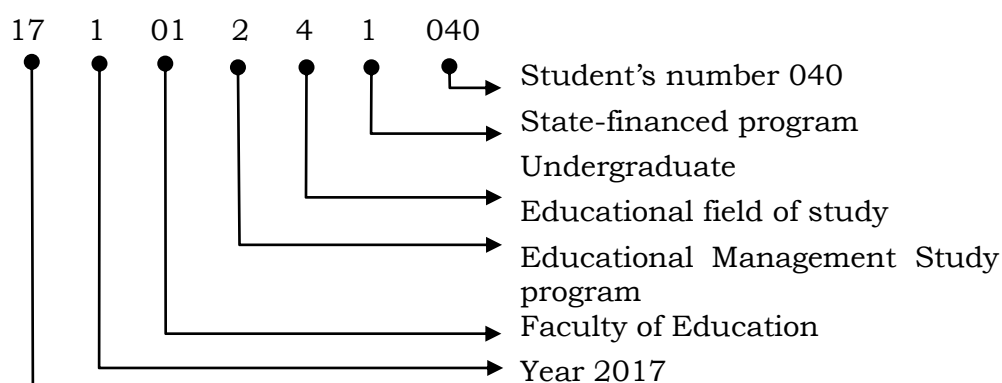 17 1 01 2 4 1 040
Student’s number 040
State-financed program
Undergraduate
Educational field of study
Educational Management Study
program
Faculty of Education
Year 2017